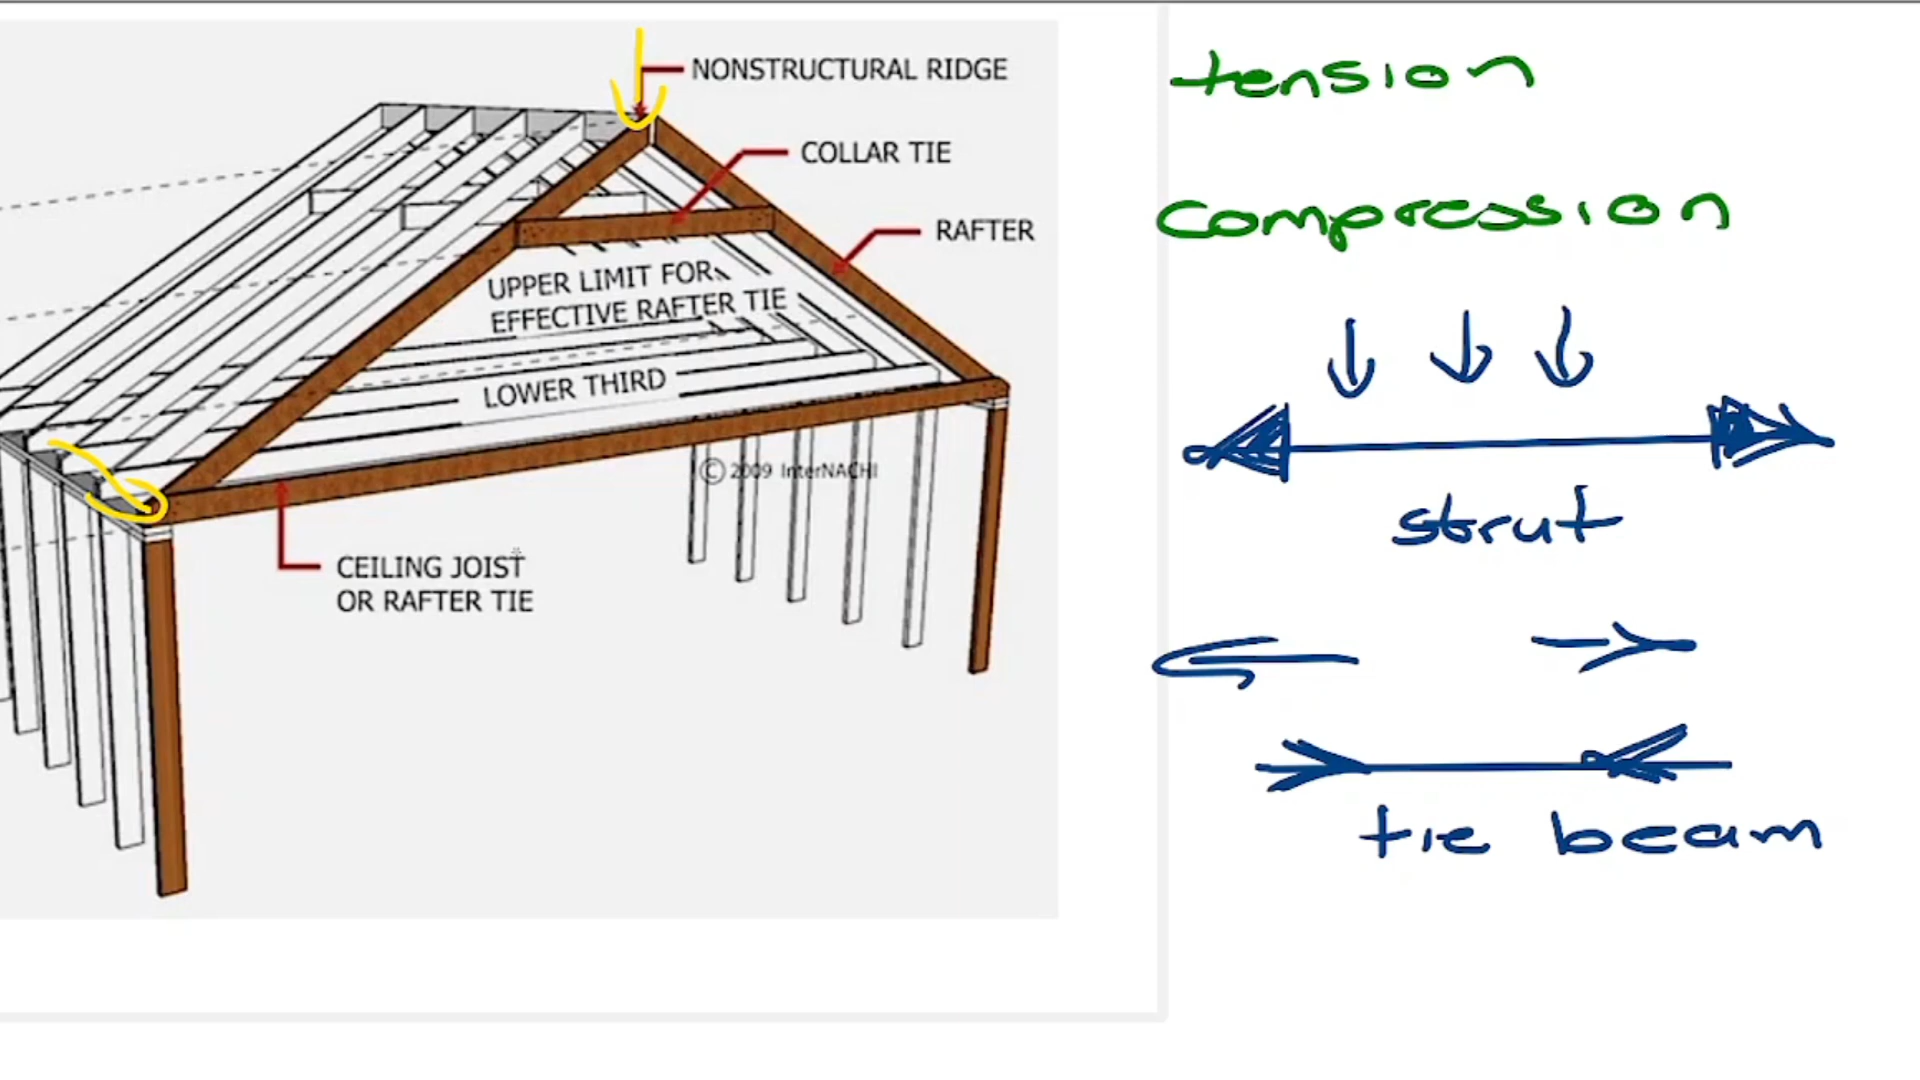 NONSTRUCTURAL RIDGE
COLLAR TIE
RAFTER
UPPER LIMIT FOR
EFFECTIVE RAFTER TIE
LOWER THIRD
© 2009 InterNACHI
CEILING JOIST
OR RAFTER TIE
tension
compression
strut
tie beam